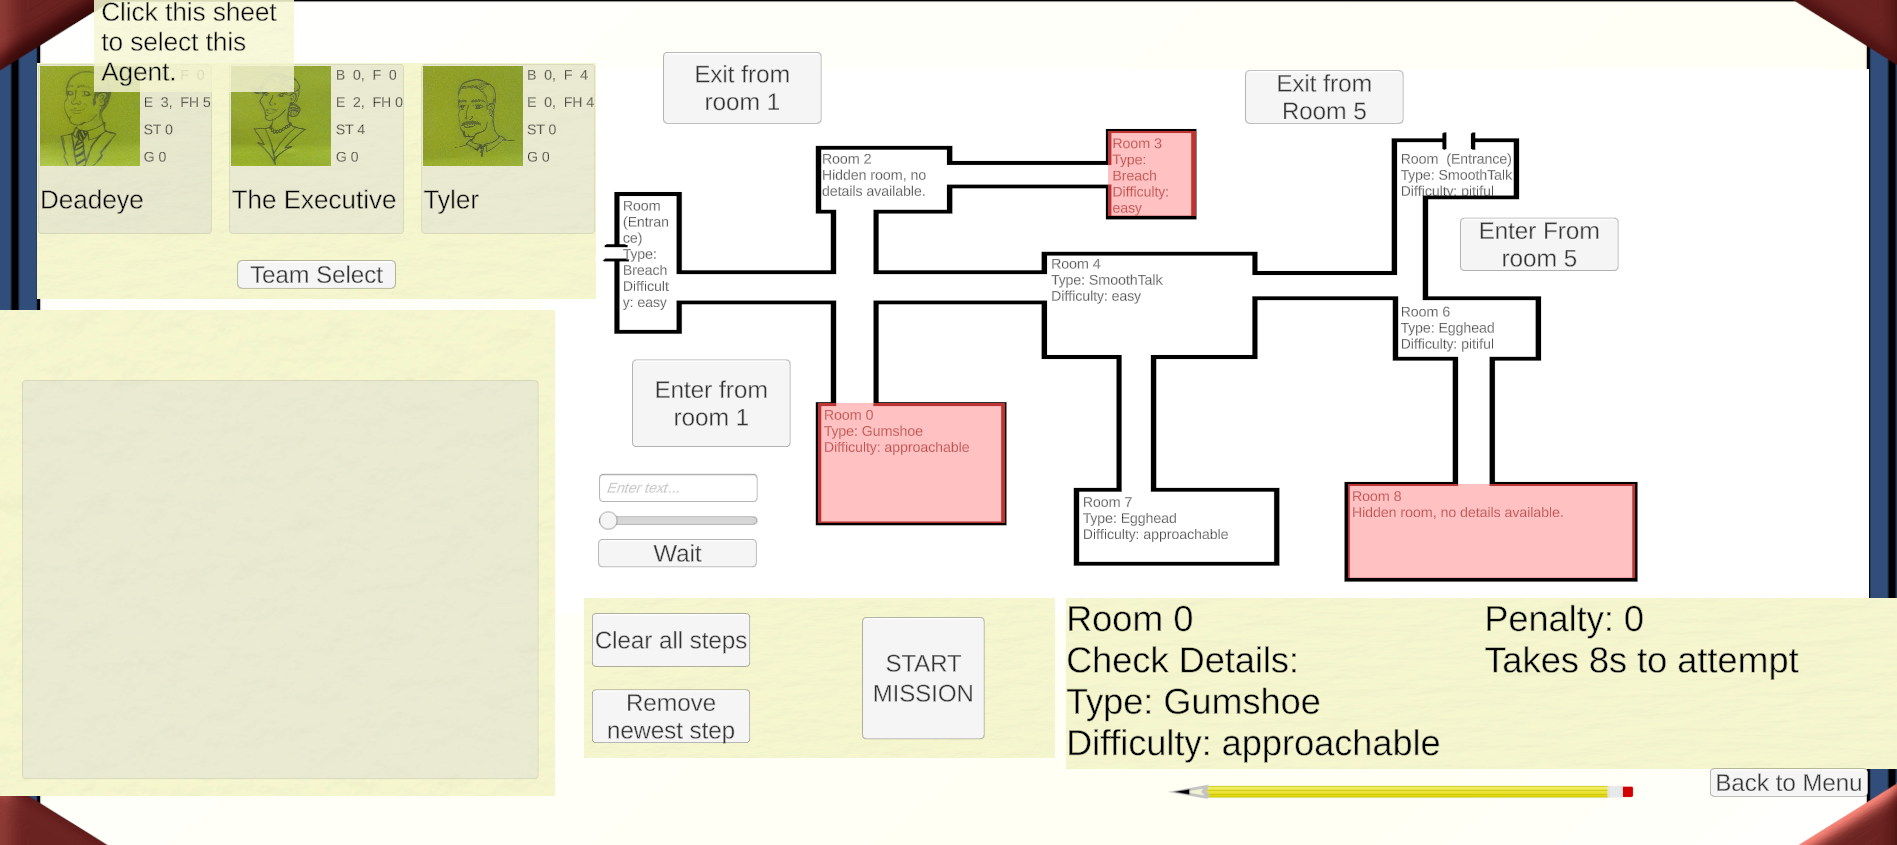 Click this sheet
to select this
Agent.
F 0
E 3, FH 5
ST 0
G 0
Deadeye
B 0, F 0
E 2, FH 0
ST 4
G 0
The Executive
B 0, F 4
E 0, FH 4
ST 0
G 0
Tyler
Team Select
Exit from
room 1
Exit from
Room 5
Room 2
Hidden room, no
details available.
Room 3
Type:
Breach
Difficulty:
easy
Room (Entrance)
Type: SmoothTalk
Difficulty: pitiful
Room
(Entran
ce)
Type:
Breach
Difficult
y: easy
Enter From
room 5
Room 4
Type: SmoothTalk
Difficulty: easy
Room 6
Type: Egghead
Difficulty: pitiful
Enter from
room 1
Room 0
Type: Gumshoe
Difficulty: approachable
Enter text...
Wait
Room 7
Type: Egghead
Difficulty: approachable
Room 8
Hidden room, no details available.
Clear all steps
Remove
newest step
START
MISSION
Room 0
Check Details:
Type: Gumshoe
Difficulty: approachable
Penalty: 0
Takes 8s to attempt
Back to Menu